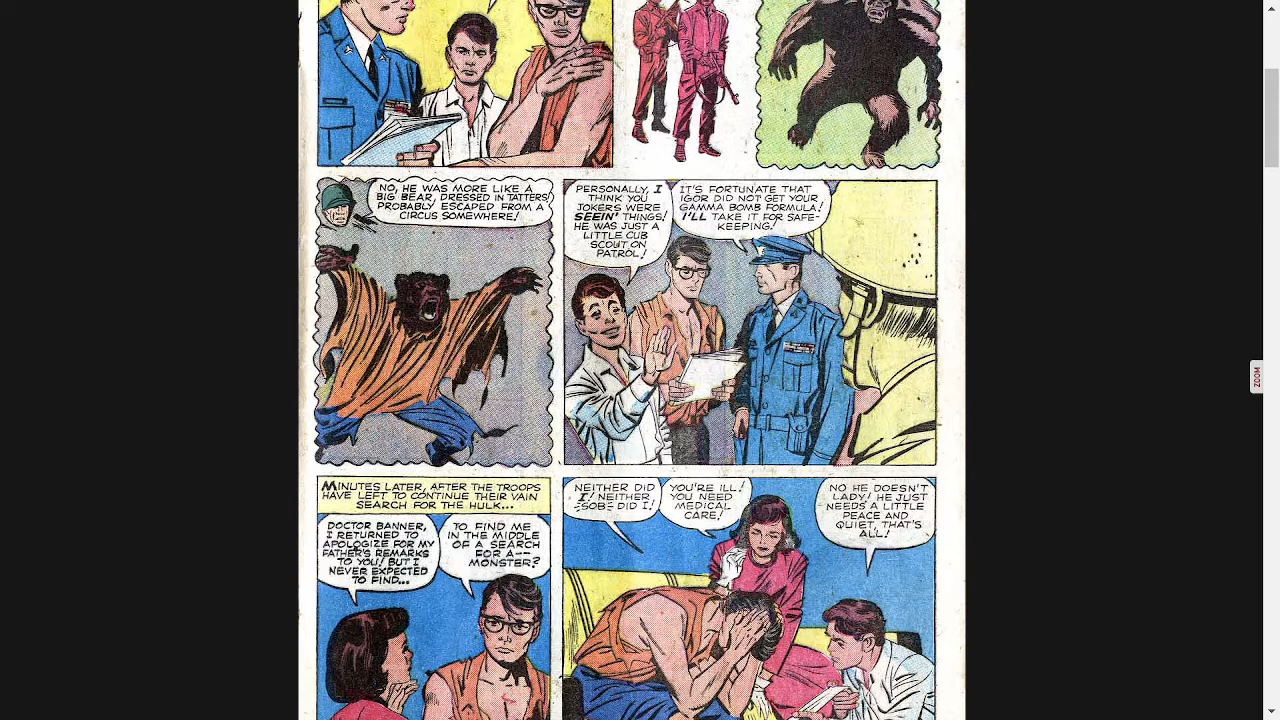 NO, HE WAS MORE LIKE A
BIG BEAR, DRESSED IN TATTERS!
PROBABLY ESCAPED FROM A
CIRCUS SOMEWHERE!
PERSONALLY, I
THINK YOU
JOKERS WERE
SEEIN' THINGS!
HE WAS JUST A
LITTLE CUB
SCOUT ON
PATROL!
IT'S FORTUNATE THAT
IGOR DID NOT GET YOUR
GAMMA BOMB FORMULA!
I'LL TAKE IT FOR SAFE-
KEEPING!
MINUTES LATER, AFTER THE TROOPS
HAVE LEFT TO CONTINUE THEIR VAIN
SEARCH FOR THE HULK...
DOCTOR BANNER,
I RETURNED TO
APOLOGIZE FOR MY
FATHER'S REMARKS
TO YOU! BUT I
NEVER EXPECTED
TO FIND...
TO FIND ME
IN THE MIDDLE
OF A SEARCH
FOR A--
MONSTER?
NEITHER DID
I! NEITHER,
-SOB- DID I!
YOU'RE ILL!
YOU NEED
MEDICAL
CARE!
NO HE DOESN'T
LADY! HE JUST
NEEDS A LITTLE
PEACE AND
QUIET, THAT'S
ALL!
ZOOM